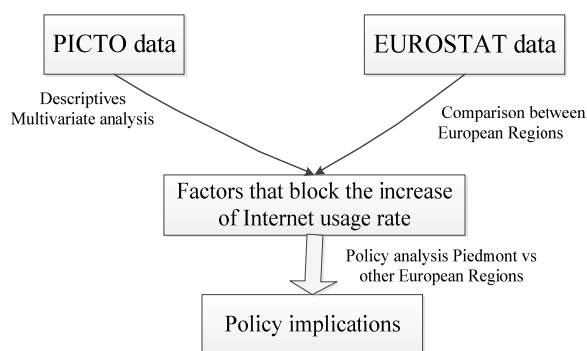 PICTO data
EUROSTAT data
Descriptives
Multivariate analysis
Comparison between
European Regions
Factors that block the increase
of Internet usage rate
Policy analysis Piedmont vs
other European Regions
Policy implications